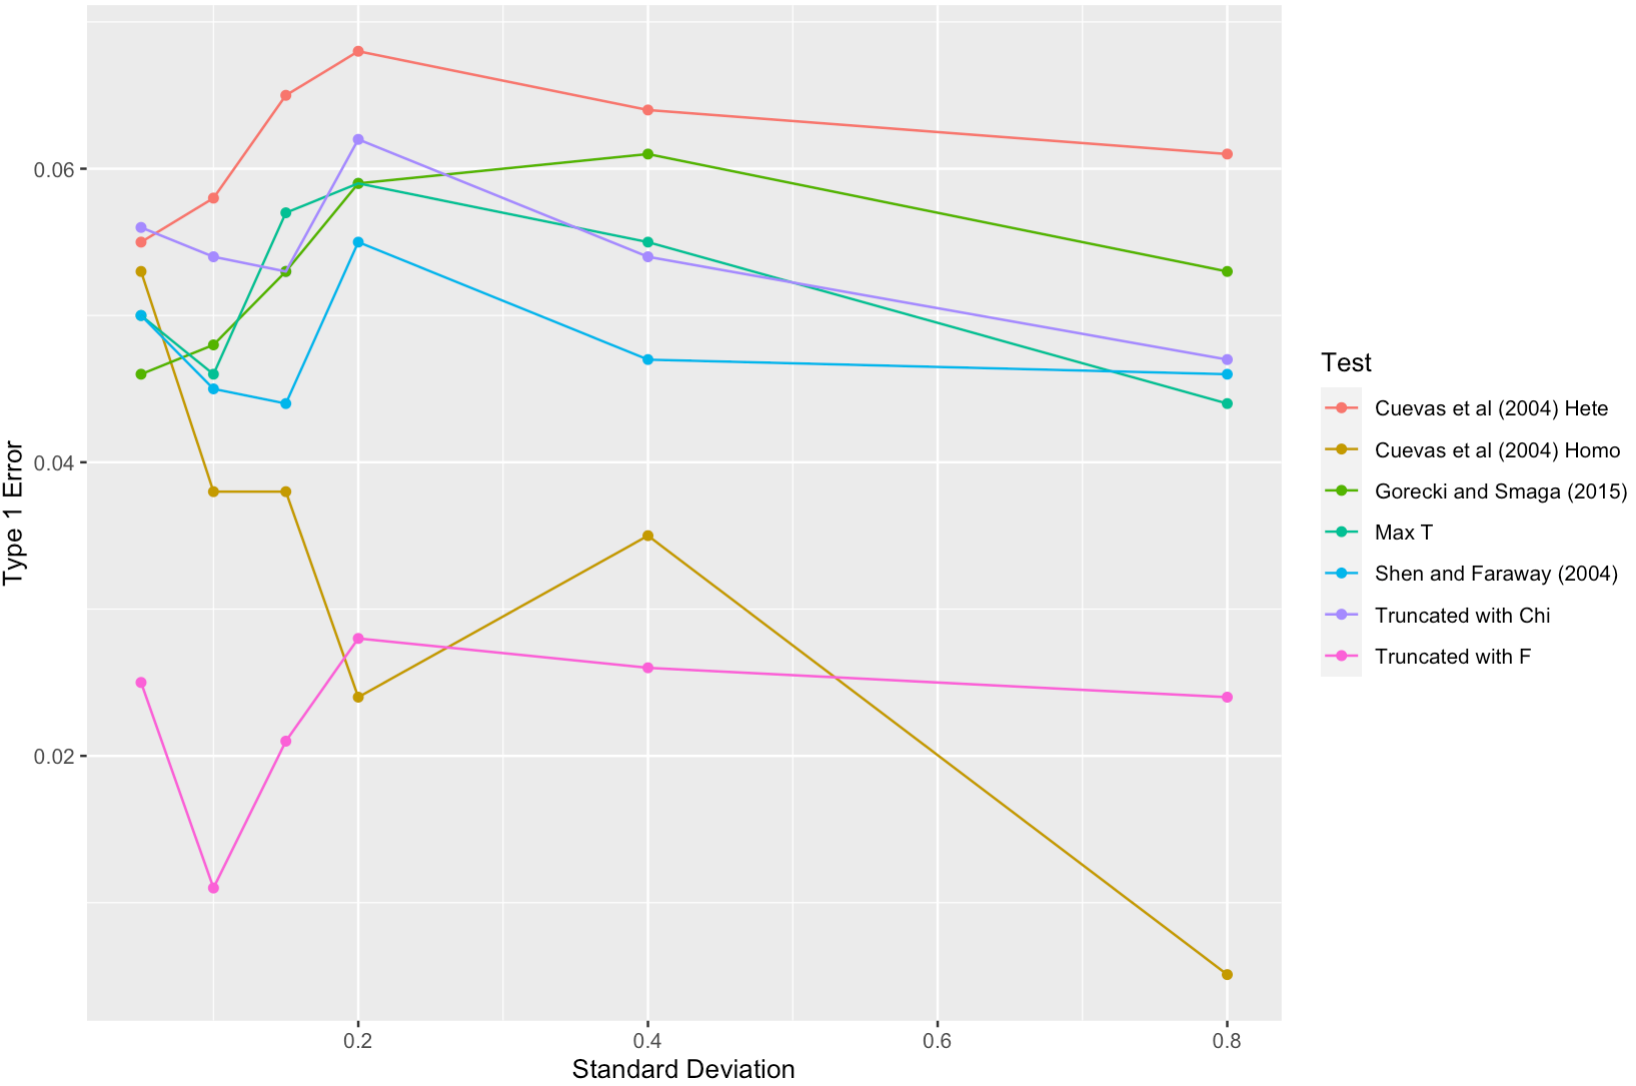 0.06
0.04
0.02
Type 1 Error
0.2
0.4
0.6
0.8
Standard Deviation
Test
Cuevas et al (2004) Hete
Cuevas et al (2004) Homo
Gorecki and Smaga (2015)
Max T
Shen and Faraway (2004)
Truncated with Chi
Truncated with F